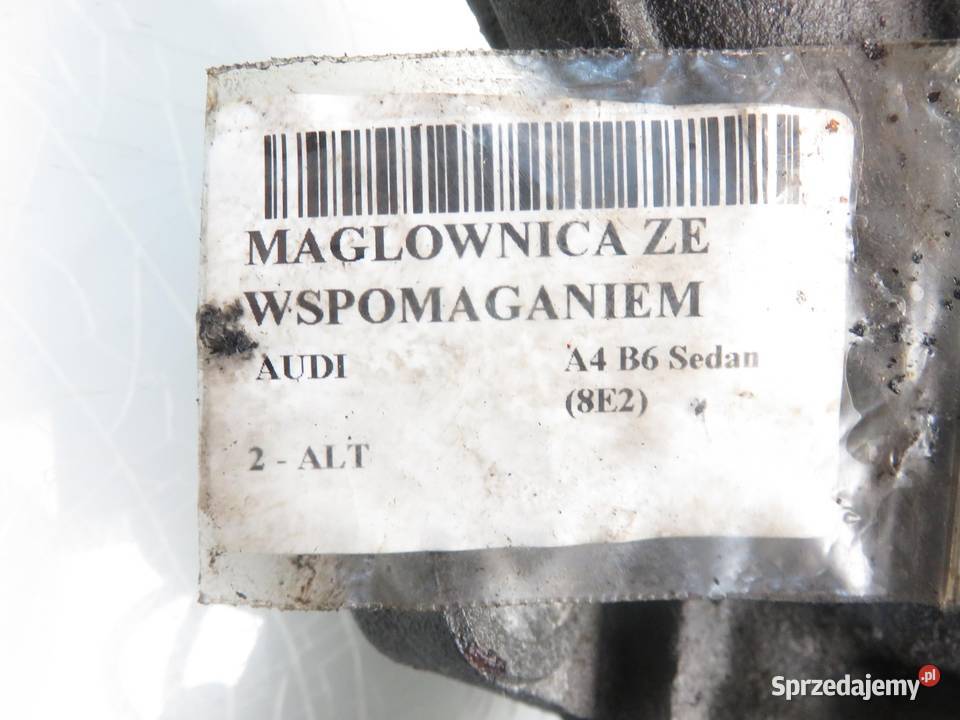 MAGLOWNICA ZE
WSPOMAGANIEM
AUDI A4 B6 Sedan
(8E2)
2 - ALT
Sprzedajemy.pl